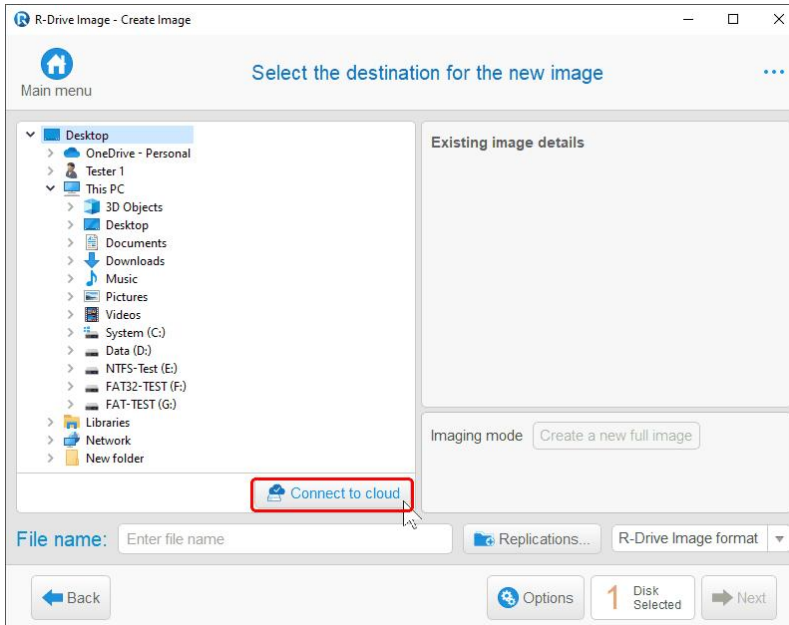 R-Drive Image - Create Image
Main menu
Select the destination for the new image
Desktop
OneDrive - Personal
Tester 1
This PC
3D Objects
Desktop
Documents
Downloads
Music
Pictures
Videos
System (C:)
Data (D:)
NTFS-Test (E:)
FAT32-TEST (F:)
FAT-TEST (G:)
Libraries
Network
New folder
Connect to cloud
Existing image details
Imaging mode Create a new full image
File name: Enter file name Replications... R-Drive Image format
Back Options 1 Disk
Selected Next